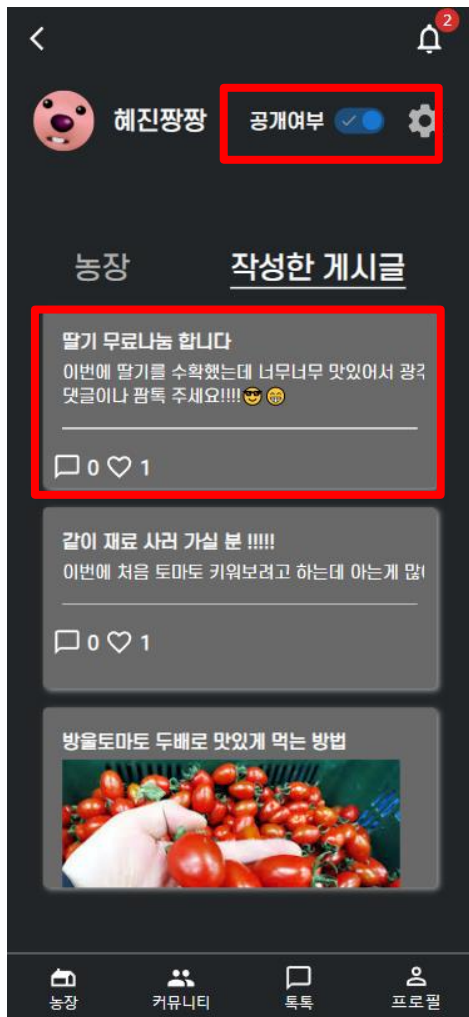 2
혜진짱짱
공개여부
농장
작성한 게시글
딸기 무료나눔 합니다
이번에 딸기를 수확했는데 너무너무 맛있어서
댓글이나 팜톡 주세요!!!!😎😁
0 1
같이 재료 사러 가실 분 !!!!!
이번에 처음 토마토 키워보려고 하는데 아는게
0 1
방울토마토 두배로 맛있게 먹는 방법
농장
커뮤니티
톡톡
프로필